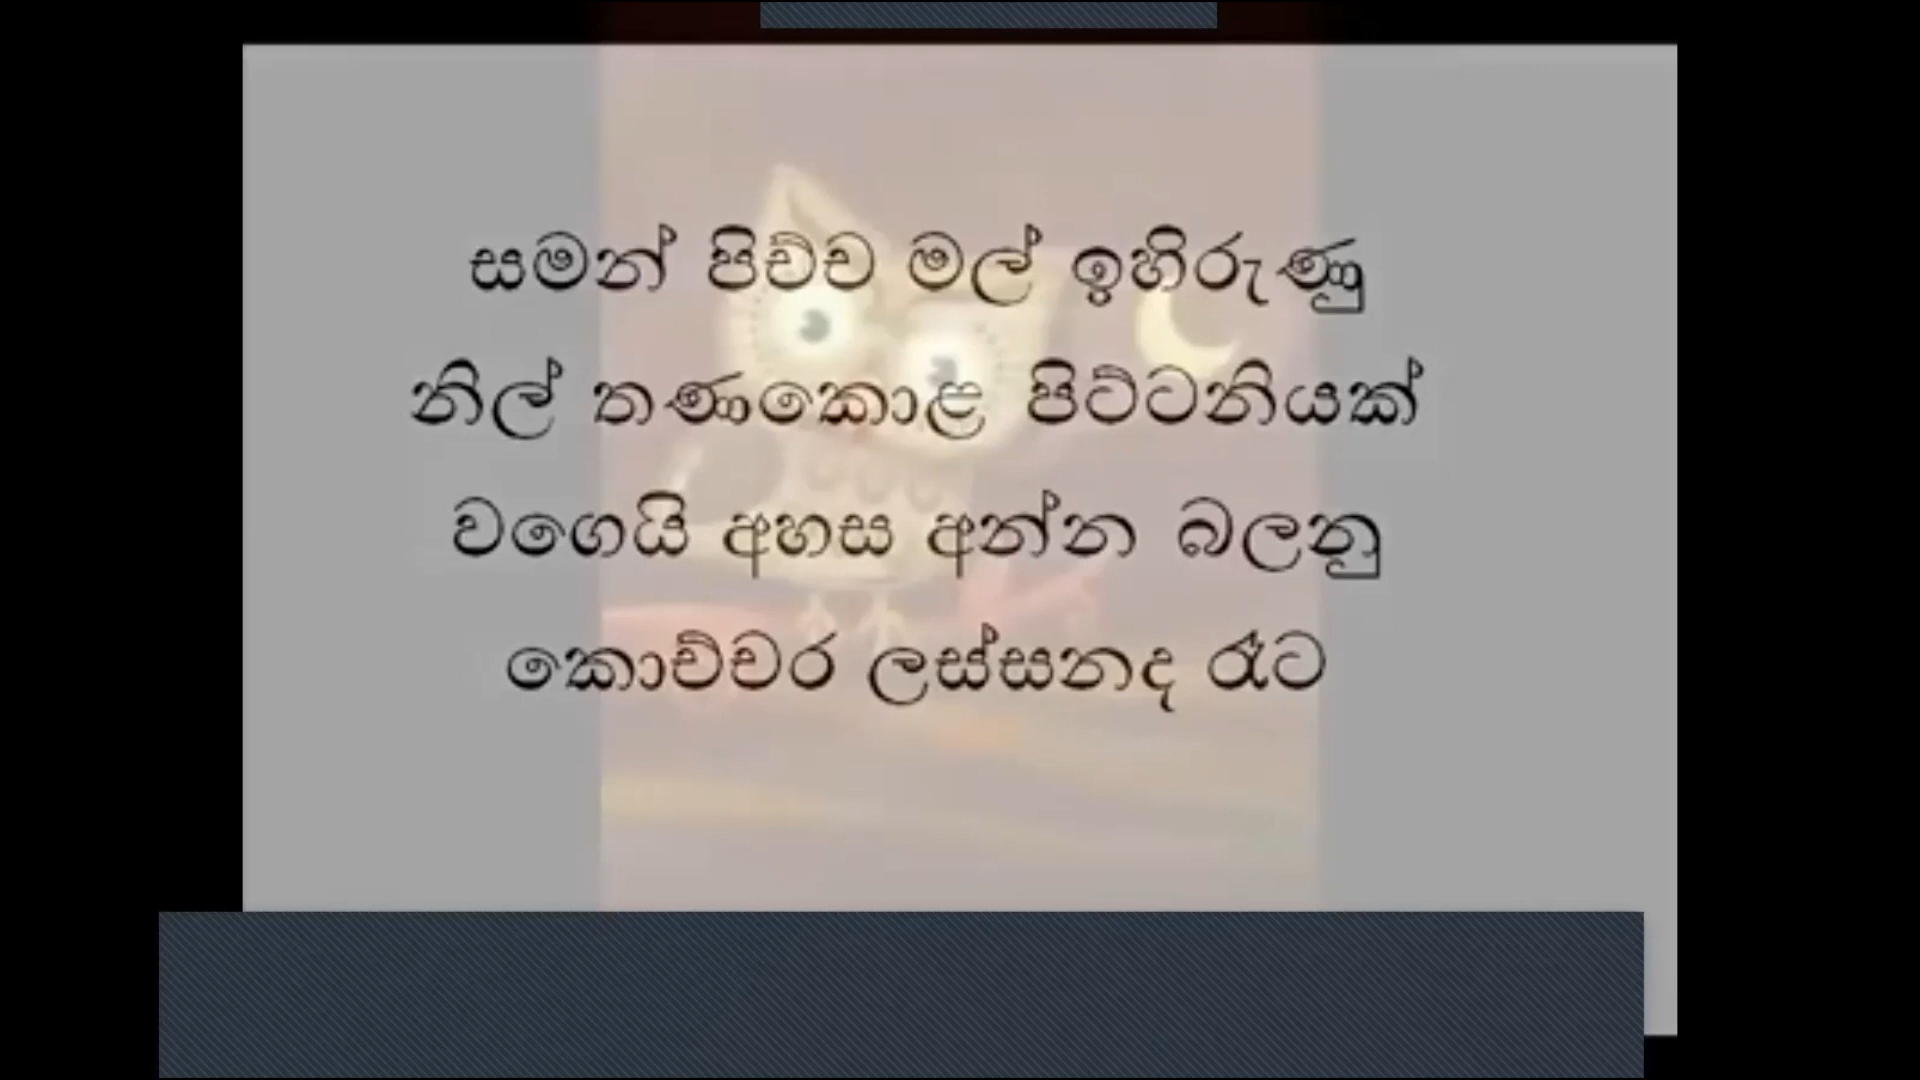 සමන් පිච්ච මල් ඉහිරුණු
නිල් තණකොළ පිට්ටනියක්
වගෙයි අහස අන්න බලනු
කොච්චර ලස්සනද රෑට